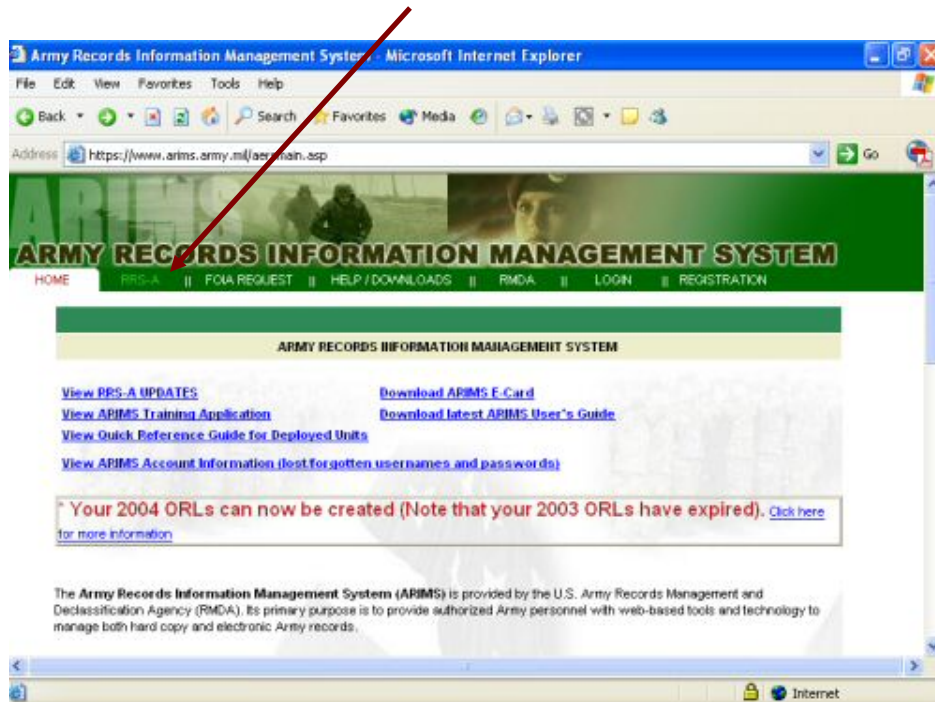 Army Records Information Management System - Microsoft Internet Explorer
File Edit View Favorites Tools Help
Back Search Favorites Media
Address https://www.arims.army.mil/aermain.asp Go
ARIMS
ARMY RECORDS INFORMATION MANAGEMENT SYSTEM
HOME RRS-A || FOIA REQUEST || HELP / DOWNLOADS || RMDA || LOGIN || REGISTRATION
ARMY RECORDS INFORMATION MANAGEMENT SYSTEM
View RRS-A UPDATES Download ARIMS E-Card
View ARIMS Training Application Download latest ARIMS User's Guide
View Quick Reference Guide for Deployed Units
View ARIMS Account Information (lost forgotten usernames and passwords)
* Your 2004 ORLs can now be created (Note that your 2003 ORLs have expired). Click here
for more information
The Army Records Information Management System (ARIMS) is provided by the U.S. Army Records Management and
Declassification Agency (RMDA). Its primary purpose is to provide authorized Army personnel with web-based tools and technology to
manage both hard copy and electronic Army records.
Internet